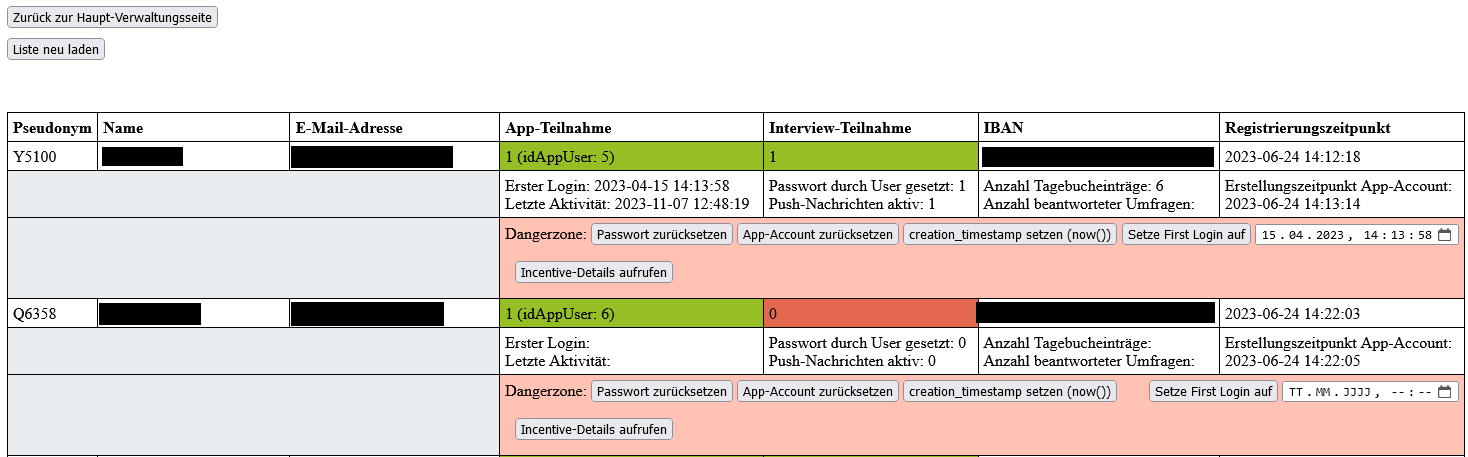 Zurück zur Haupt-Verwaltungsseite
Liste neu laden
Pseudonym Name E-Mail-Adresse App-Teilnahme Interview-Teilnahme IBAN Registrierungszeitpunkt
Y5100 1 (idAppUser: 5) 1 2023-06-24 14:12:18
Erster Login: 2023-04-15 14:13:58 Passwort durch User gesetzt: 1 Anzahl Tagebucheinträge: 6 Erstellungszeitpunkt App-Account:
Letzte Aktivität: 2023-11-07 12:48:19 Push-Nachrichten aktiv: 1 Anzahl beantworteter Umfragen: 2023-06-24 14:13:14
Dangerzone: Passwort zurücksetzen App-Account zurücksetzen creation_timestamp setzen (now()) Setze First Login auf 15.04.2023, 14:13:58
Incentive-Details aufrufen
Q6358 1 (idAppUser: 6) 0 2023-06-24 14:22:03
Erster Login: Passwort durch User gesetzt: 0 Anzahl Tagebucheinträge: Erstellungszeitpunkt App-Account:
Letzte Aktivität: Push-Nachrichten aktiv: 0 Anzahl beantworteter Umfragen: 2023-06-24 14:22:05
Dangerzone: Passwort zurücksetzen App-Account zurücksetzen creation_timestamp setzen (now()) Setze First Login auf TT.MM.JJJJ, --:--
Incentive-Details aufrufen